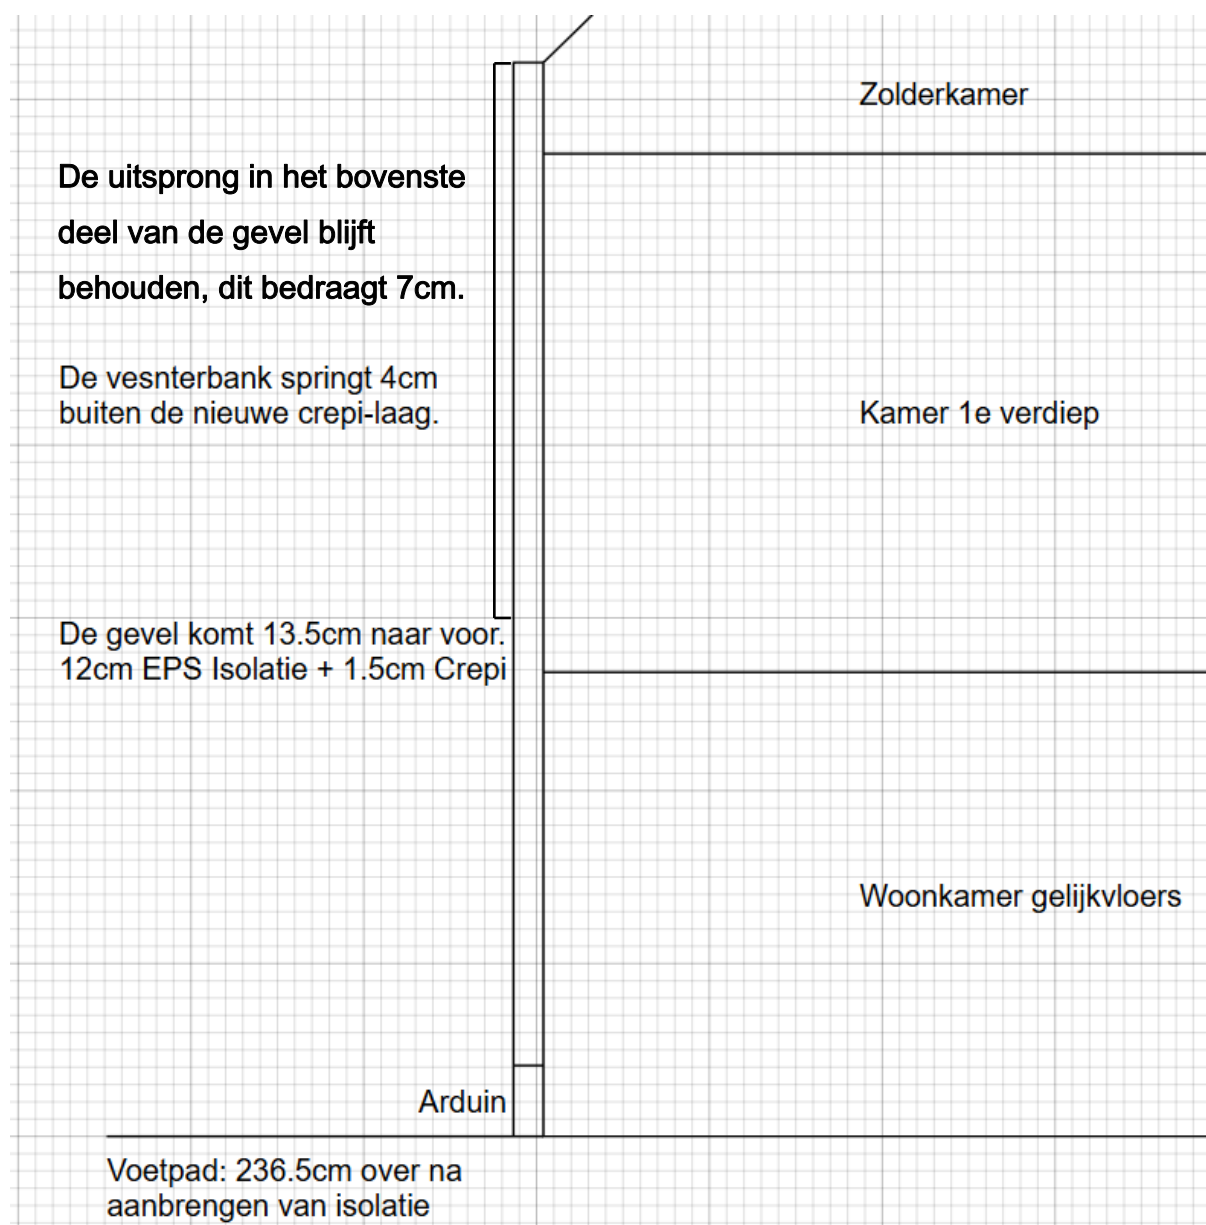 Zolderkamer
De uitsprong in het bovenste
deel van de gevel blijft
behouden, dit bedraagt 7cm.
De vesnterbank springt 4cm
buiten de nieuwe crepi-laag.
Kamer 1e verdiep
De gevel komt 13.5cm naar voor.
12cm EPS Isolatie + 1.5cm Crepi
Woonkamer gelijkvloers
Arduin
Voetpad: 236.5cm over na
aanbrengen van isolatie